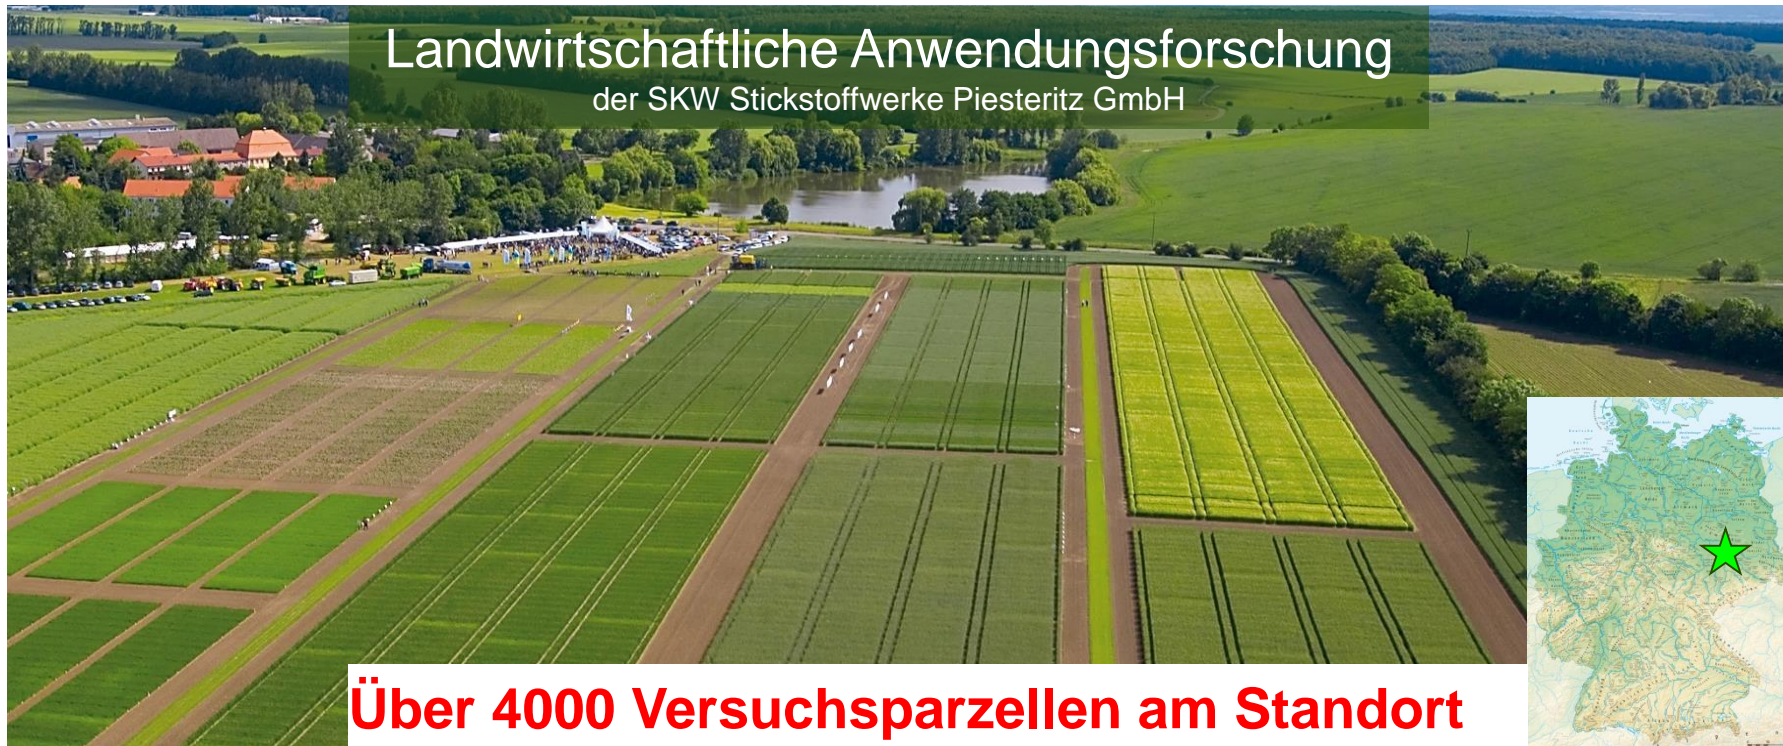 Landwirtschaftliche Anwendungsforschung
der SKW Stickstoffwerke Piesteritz GmbH
Über 4000 Versuchsparzellen am Standort